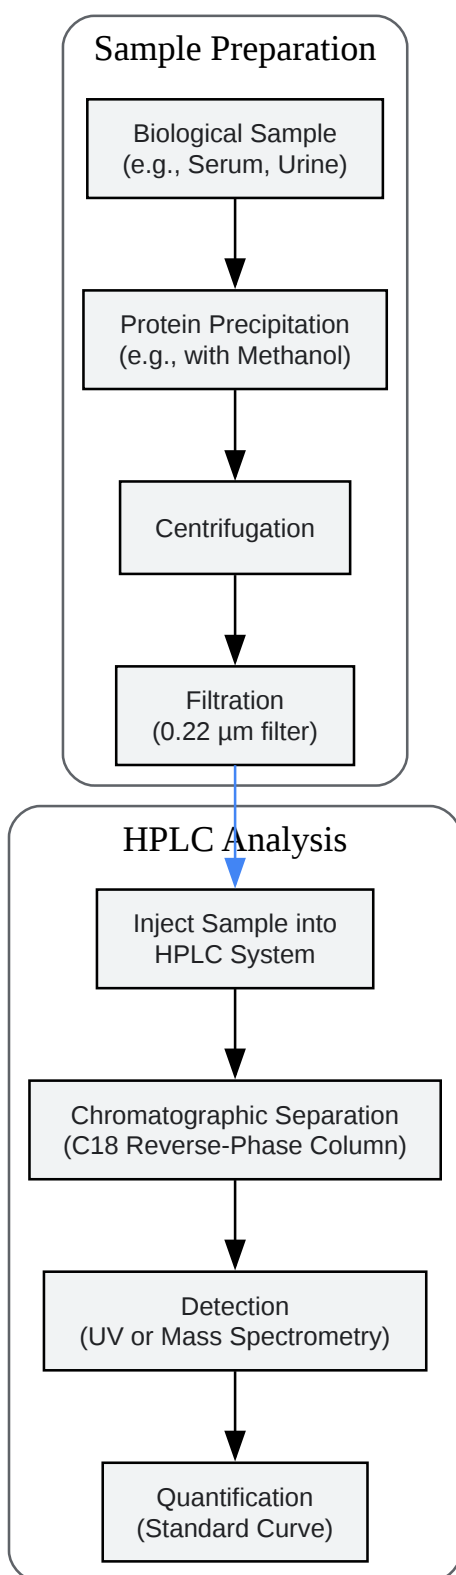 Sample Preparation
Biological Sample
(e.g., Serum, Urine)
Protein Precipitation
(e.g., with Methanol)
Centrifugation
Filtration
(0.22 µm filter)
HPLC Analysis
Inject Sample into
HPLC System
Chromatographic Separation
(C18 Reverse-Phase Column)
Detection
(UV or Mass Spectrometry)
Quantification
(Standard Curve)